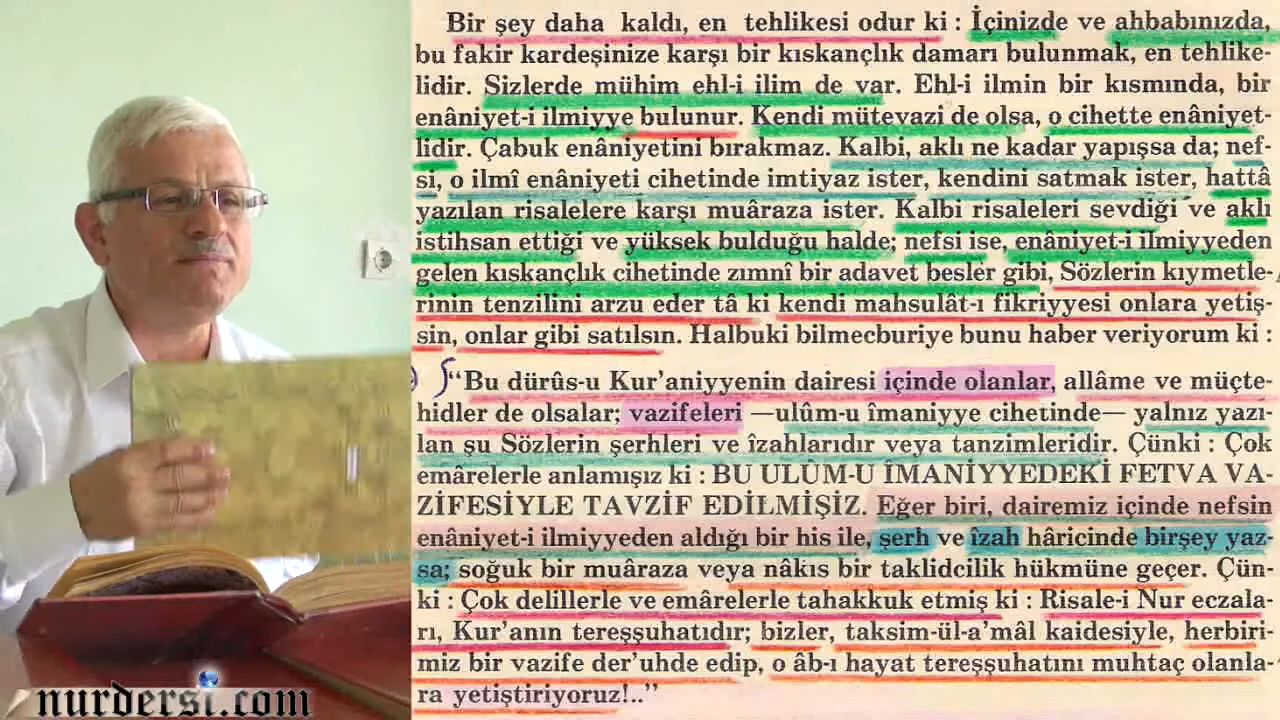 Bir şey daha kaldı, en tehlikesi odur ki : İçinizde ve ahbabınızda,
bu fakir kardeşinize karşı bir kıskançlık damarı bulunmak, en tehlike-
lidir. Sizlerde mühim ehl-i ilim de var. Ehl-i ilmin bir kısmında, bir
enâniyet-i ilmiyye bulunur. Kendi mütevazi de olsa, o cihette enâniyet-
lidir. Çabuk enâniyetini bırakmaz. Kalbi, aklı ne kadar yapışsa da; nef-
si, o ilmî enâniyeti cihetinde imtiyaz ister, kendini satmak ister, hattâ
yazılan risalelere karşı muâraza ister. Kalbi risaleleri sevdiği ve aklı
istihsan ettiği ve yüksek bulduğu halde; nefsi ise, enâniyet-i ilmiyyeden
gelen kıskançlık cihetinde zımnî bir adavet besler gibi, Sözlerin kıymetle-
rinin tenzilini arzu eder tâ ki kendi mahsulât-ı fikriyyesi onlara yetiş-
sin, onlar gibi satılsın. Halbuki bilmecburiye bunu haber veriyorum ki :
“Bu dürûs-u Kur'aniyyenin dairesi içinde olanlar, allâme ve müçte-
hidler de olsalar; vazifeleri —ulûm-u îmaniyye cihetinde— yalnız yazı-
lan şu Sözlerin şerhleri ve îzahlarıdır veya tanzimleridir. Çünki : Çok
emârelerle anlamışız ki : BU ULÛM-U ÎMANİYYEDEKİ FETVA VA-
ZİFESİYLE TAVZİF EDİLMİŞİZ. Eğer biri, dairemiz içinde nefsin
enâniyet-i ilmiyyeden aldığı bir his ile, şerh ve îzah hâricinde birşey yaz-
sa; soğuk bir muâraza veya nâkıs bir taklidcilik hükmüne geçer. Çün-
ki : Çok delillerle ve emârelerle tahakkuk etmiş ki : Risale-i Nur eczala-
rı, Kur'anın tereşşuhatıdır; bizler, taksim-ül-a'mâl kaidesiyle, herbiri-
miz bir vazife der'uhde edip, o âb-ı hayat tereşşuhatını muhtaç olanla-
ra yetiştiriyoruz!..”
nurdersi.com